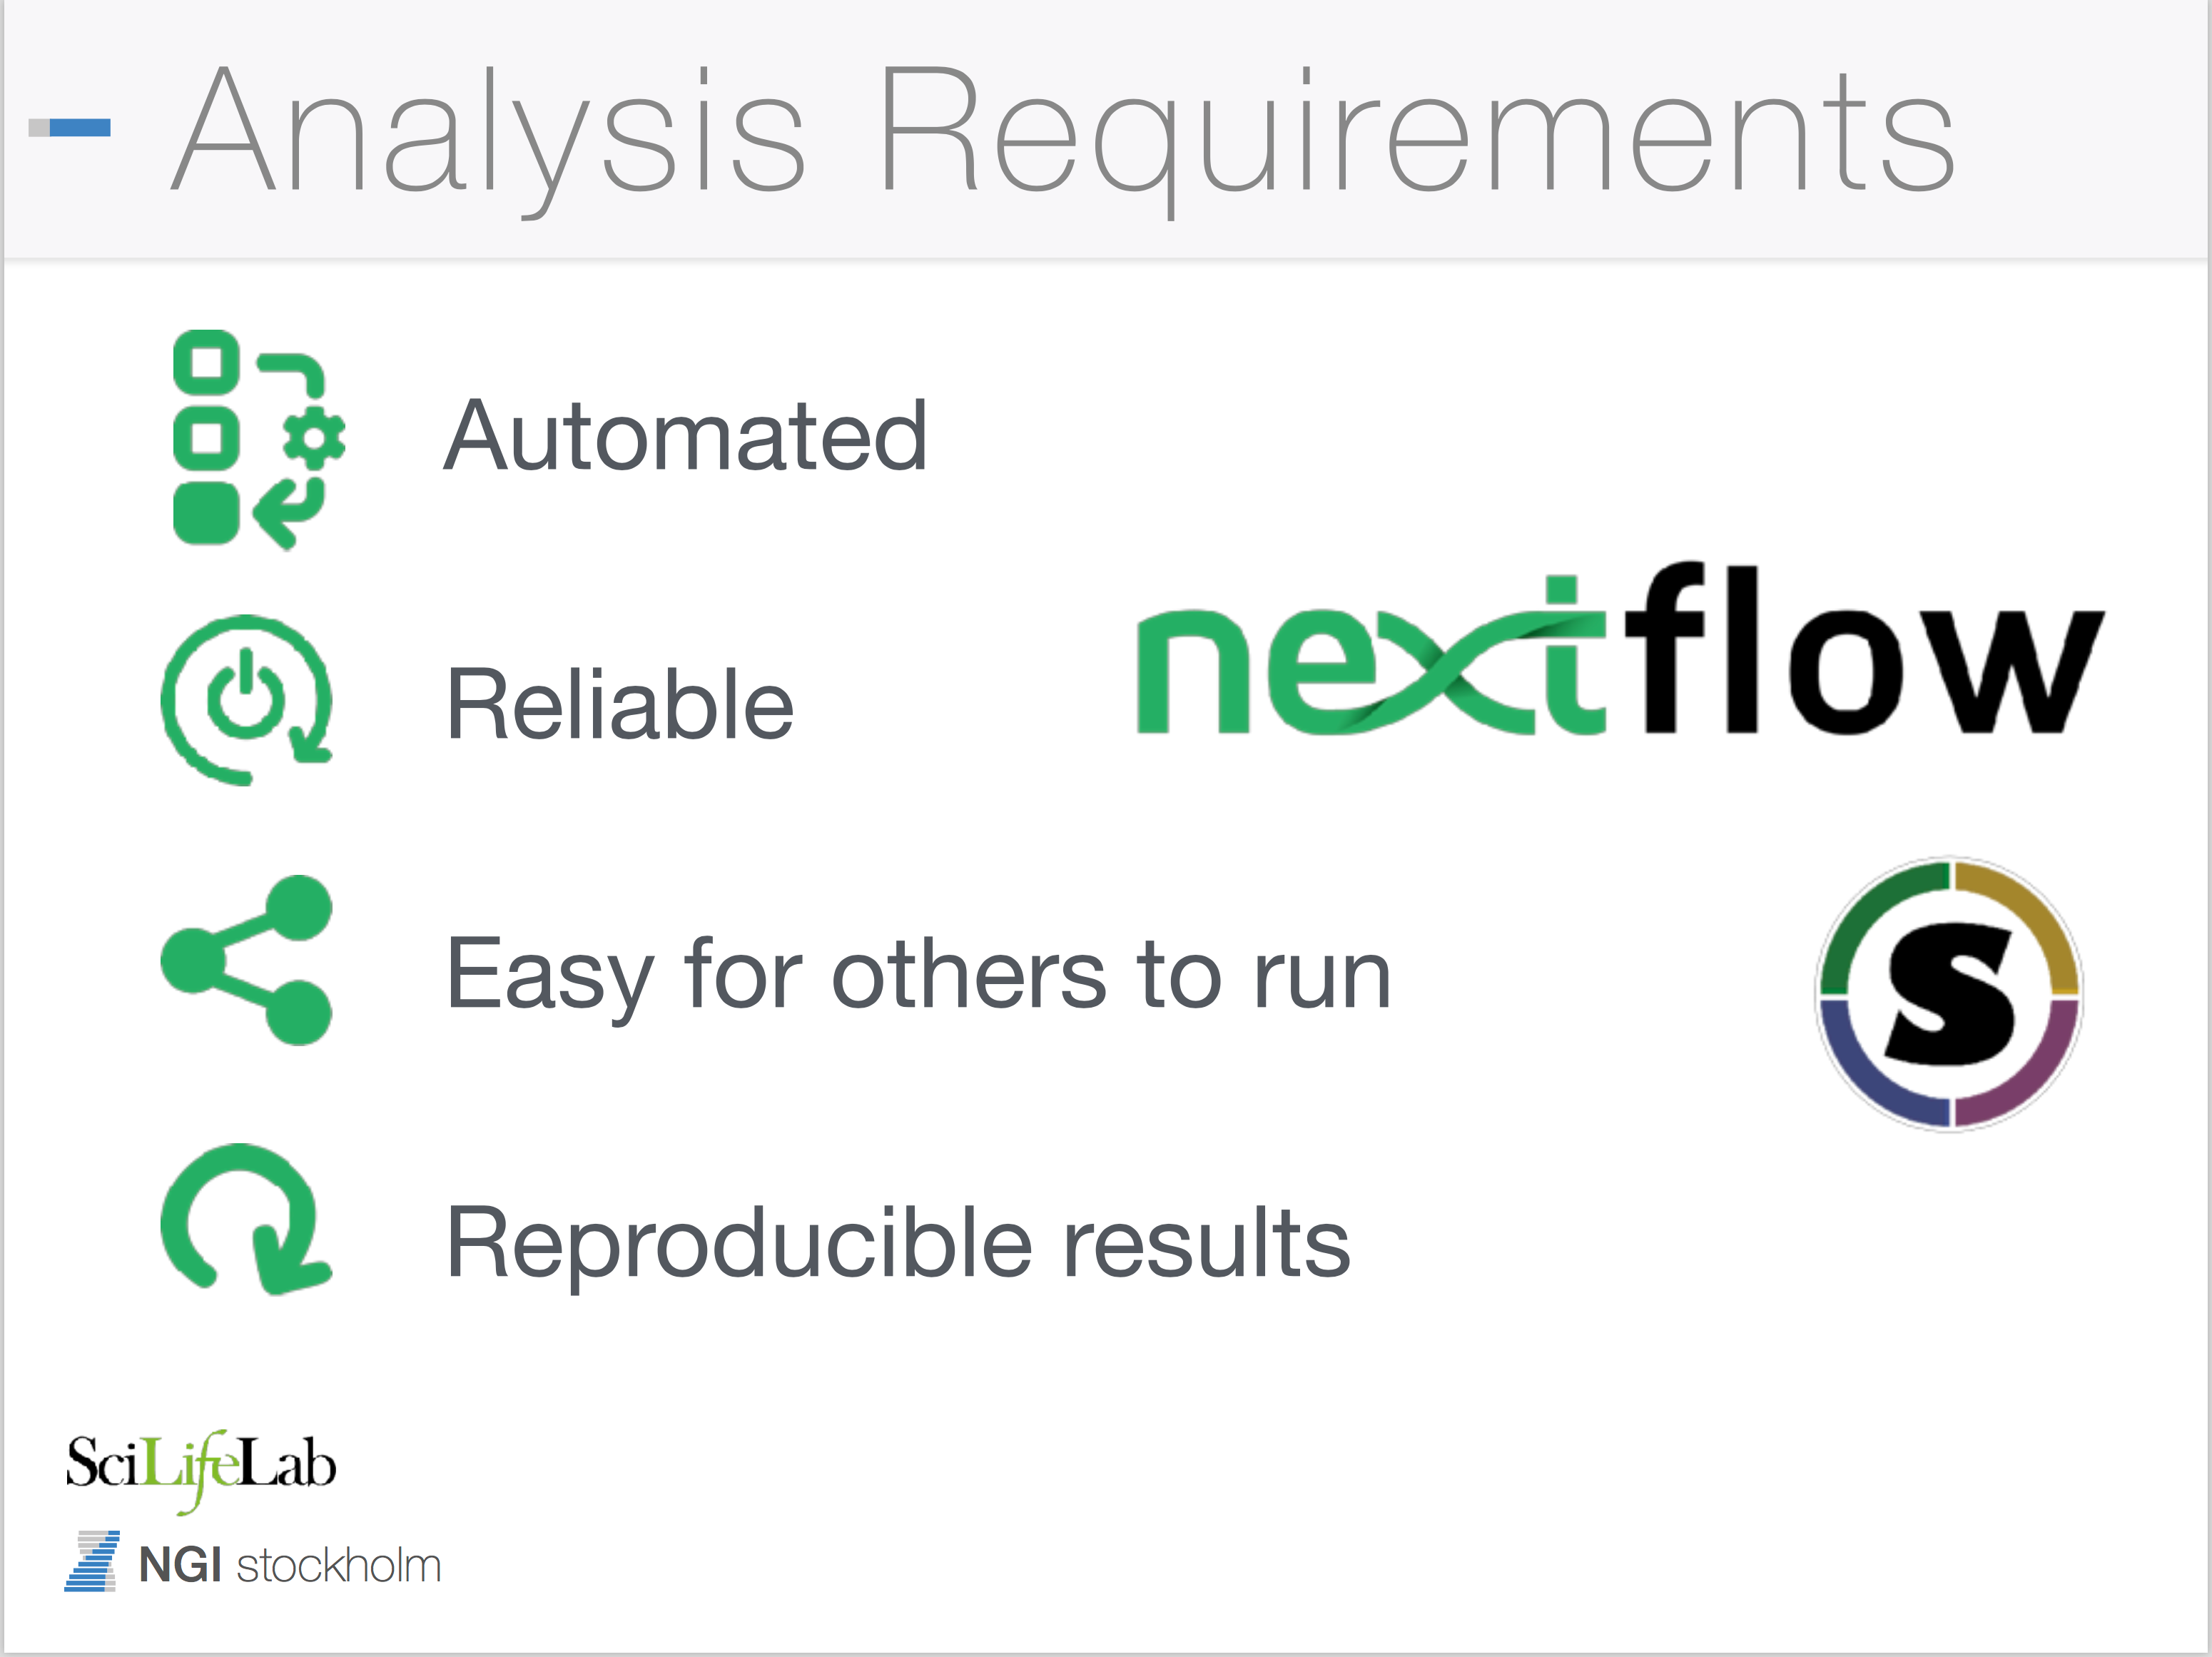 Analysis Requirements
Automated
Reliable
nextflow
Easy for others to run
S
Reproducible results
SciLifeLab
NGI stockholm